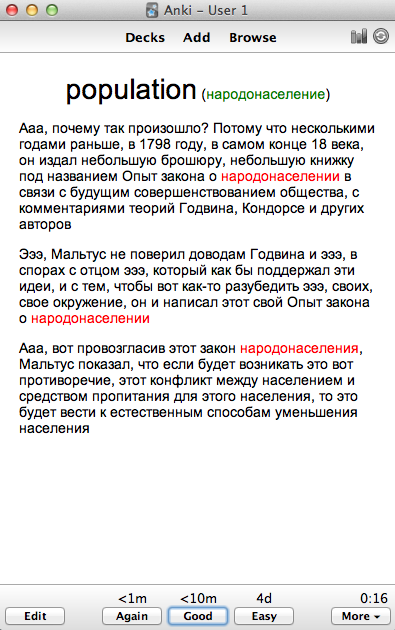 Anki – User 1
Decks Add Browse
population (народонаселение)
Ааа, почему так произошло? Потому что несколькими
годами раньше, в 1798 году, в самом конце 18 века,
он издал небольшую брошюру, небольшую книжку
под названием Опыт закона о народонаселении в
связи с будущим совершенствованием общества, с
комментариями теорий Годвина, Кондорсе и других
авторов
Эээ, Мальтус не поверил доводам Годвина и эээ, в
спорах с отцом эээ, который как бы поддержал эти
идеи, и с тем, чтобы вот как-то разубедить эээ, своих,
свое окружение, он и написал этот свой Опыт закона
о народонаселении
Ааа, вот провозгласив этот закон народонаселения,
Мальтус показал, что если будет возникать это вот
противоречие, этот конфликт между населением и
средством пропитания для этого населения, то это
будет вести к естественным способам уменьшения
населения
<1m <10m 4d 0:16
Edit Again Good Easy More